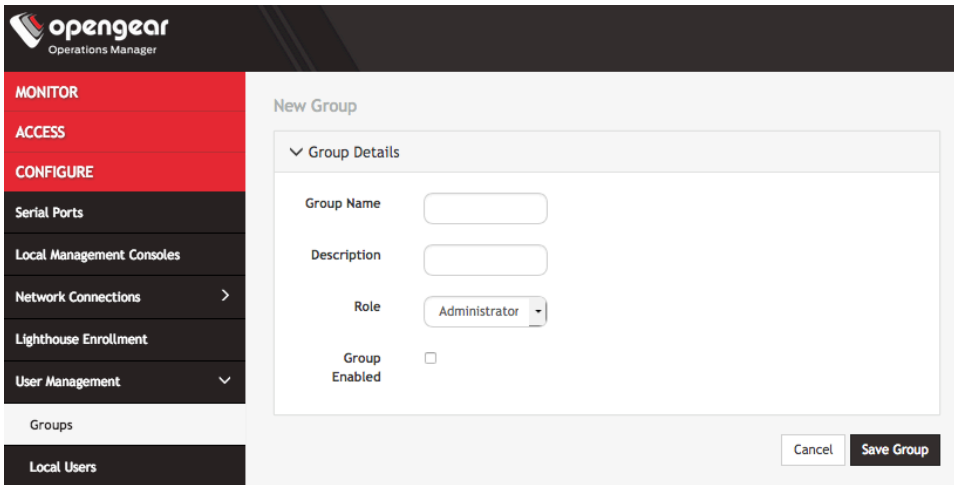 opengear
Operations Manager
MONITOR
ACCESS
CONFIGURE
Serial Ports
Local Management Consoles
Network Connections
Lighthouse Enrollment
User Management
Groups
Local Users
New Group
Group Details
Group Name
Description
Role
Administrator
Group
Enabled
Cancel
Save Group